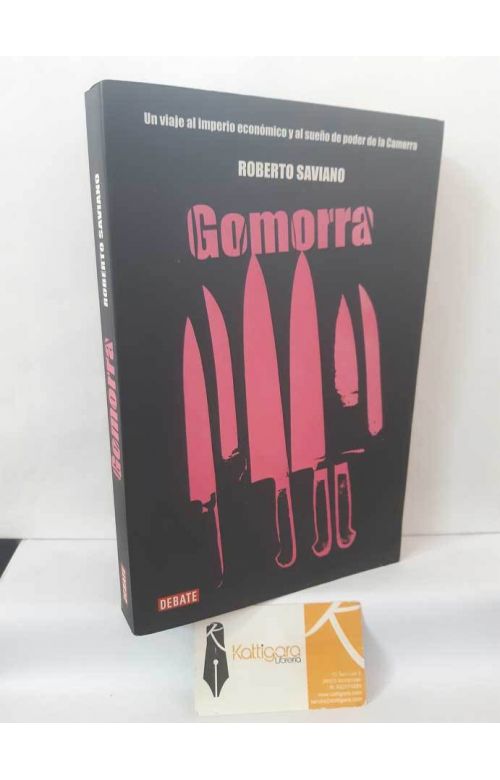 Un viaje al imperio económico y al sueño de poder de la Camorra
ROBERTO SAVIANO
Gomorra
DEBATE
ROBERTO SAVIANO
Gomorra
DEBATE
Kattigara
Librería